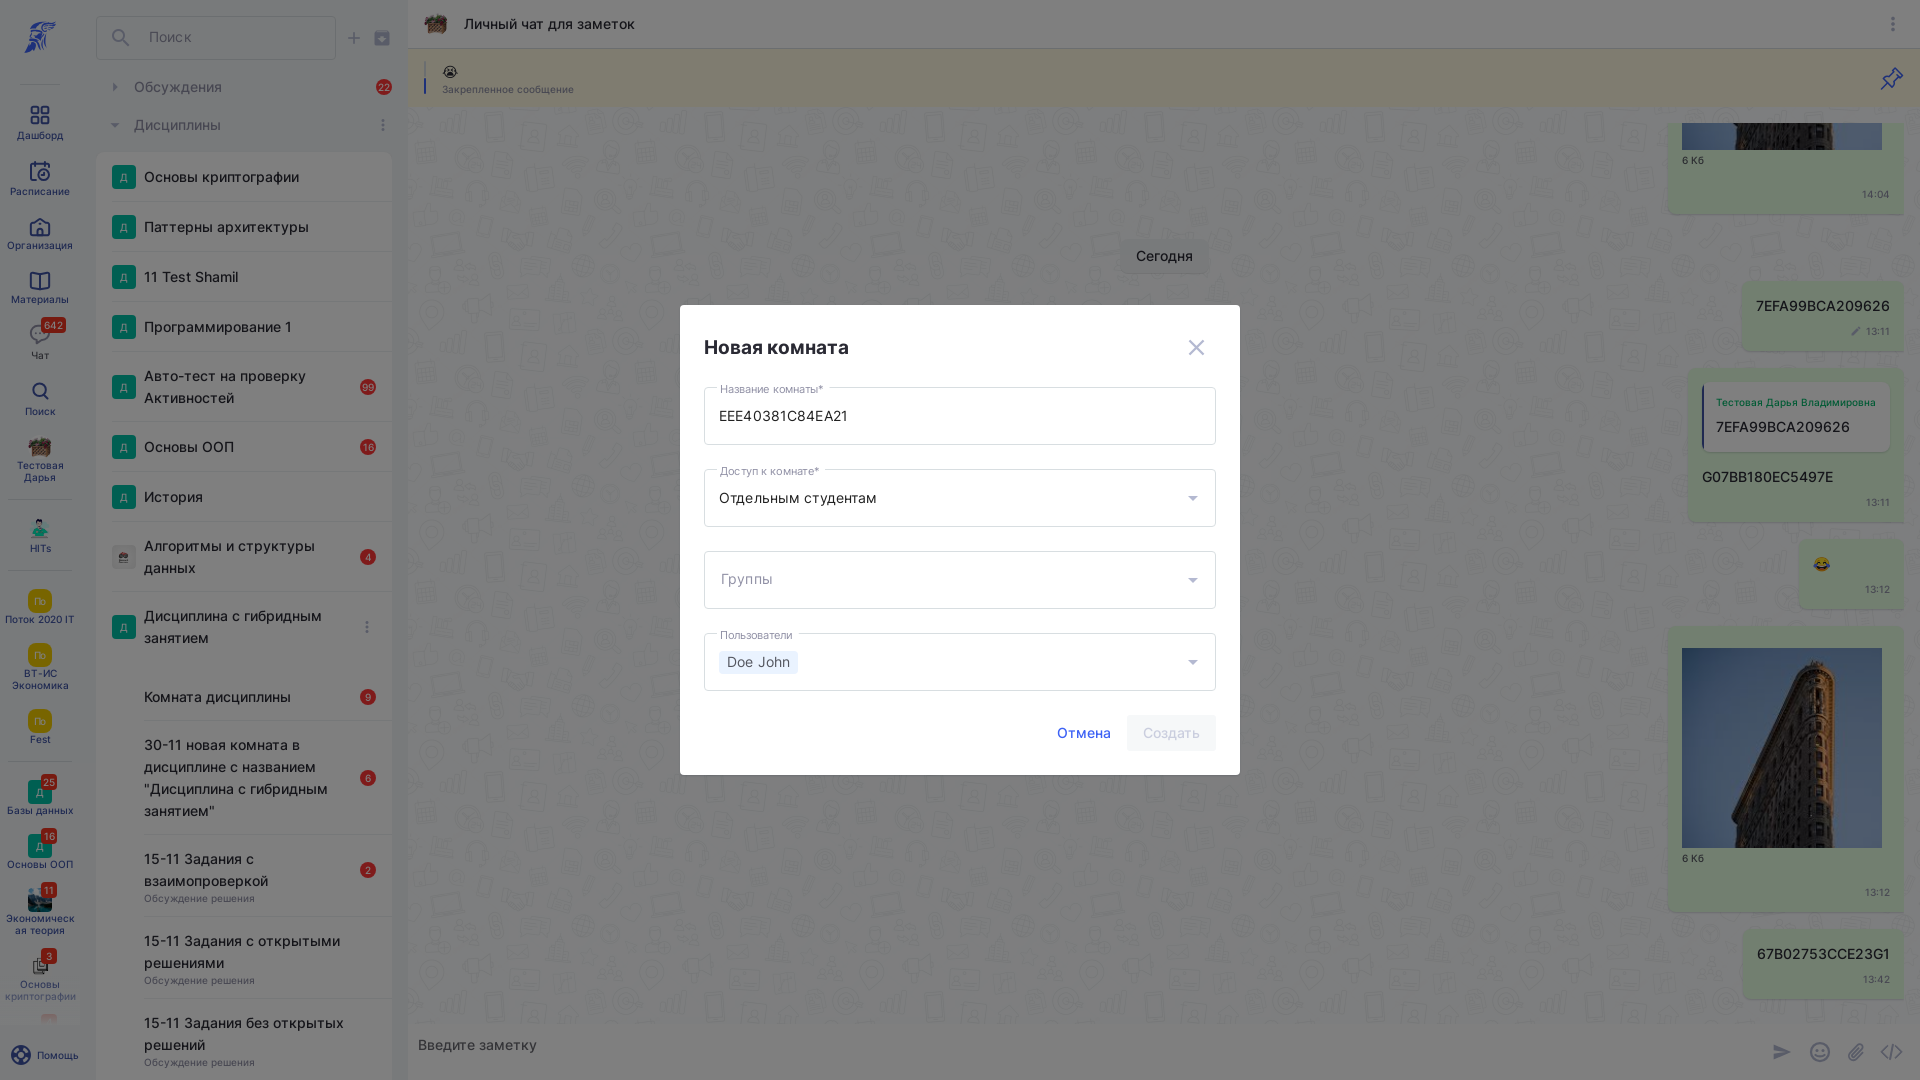 Дашборд
Расписание
Организация
Материалы
642
Чат
Поиск
Тестовая
Дарья
HITs
По
Поток 2020 IT
По
ВТ-ИС
Экономика
По
Fest
25
Д
Базы данных
16
Д
Основы ООП
11
Экономическ
ая теория
3
Основы
криптографии
Помощь
Поиск
Обсуждения
22
Дисциплины
Д
Основы криптографии
Д
Паттерны архитектуры
Д
11 Test Shamil
Д
Программирование 1
Д
Авто-тест на проверку
Активностей
99
Д
Основы ООП
16
Д
История
Алгоритмы и структуры
данных
4
Д
Дисциплина с гибридным
занятием
Комната дисциплины
9
30-11 новая комната в
дисциплине с названием
"Дисциплина с гибридным
занятием"
6
15-11 Задания с
взаимопроверкой
Обсуждение решения
2
15-11 Задания с открытыми
решениями
Обсуждение решения
15-11 Задания без открытых
решений
Обсуждение решения
Личный чат для заметок
Закрепленное сообщение
6 Кб
14:04
Сегодня
7EFA99BCA209626
13:11
Тестовая Дарья Владимировна
7EFA99BCA209626
G07BB180EC5497E
13:11
13:12
6 Кб
13:12
67B02753CCE23G1
13:42
Введите заметку
Новая комната
Название комнаты*
EEE40381C84EA21
Доступ к комнате*
Отдельным студентам
Группы
Пользователи
Doe John
Отмена
Создать